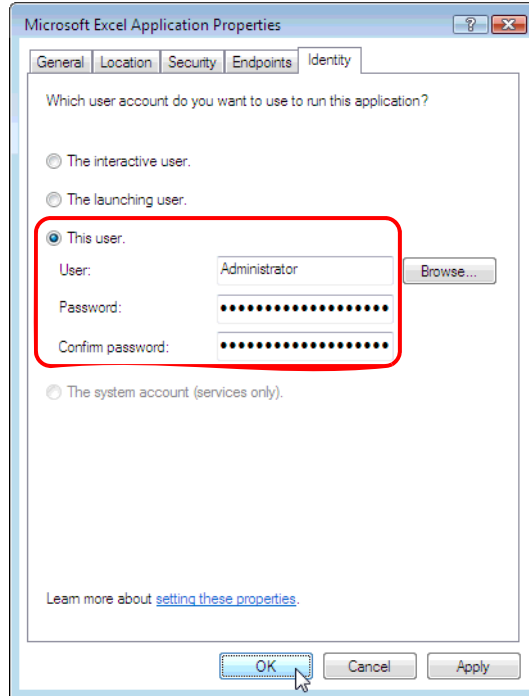 Microsoft Excel Application Properties
General Location Security Endpoints Identity
Which user account do you want to use to run this application?
The interactive user.
The launching user.
This user.
User: Administrator Browse...
Password: ●●●●●●●●●●●●●●●●●●●
Confirm password: ●●●●●●●●●●●●●●●●●●●
The system account (services only).
Learn more about setting these properties.
OK Cancel Apply